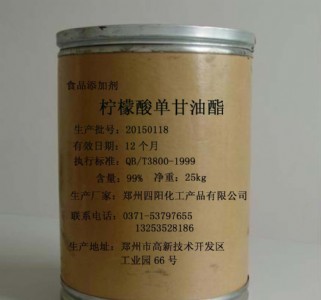 食品添加剂
柠檬酸单甘油酯
生产批号：20150118
有效日期：12个月
执行标准：QB/T3800-1999
含量：99% 净重：25kg
生产厂家：郑州四阳化工产品有限公司
联系电话：0371-53797655
13253528186
生产地址：郑州市高新技术开发区
工业园66号